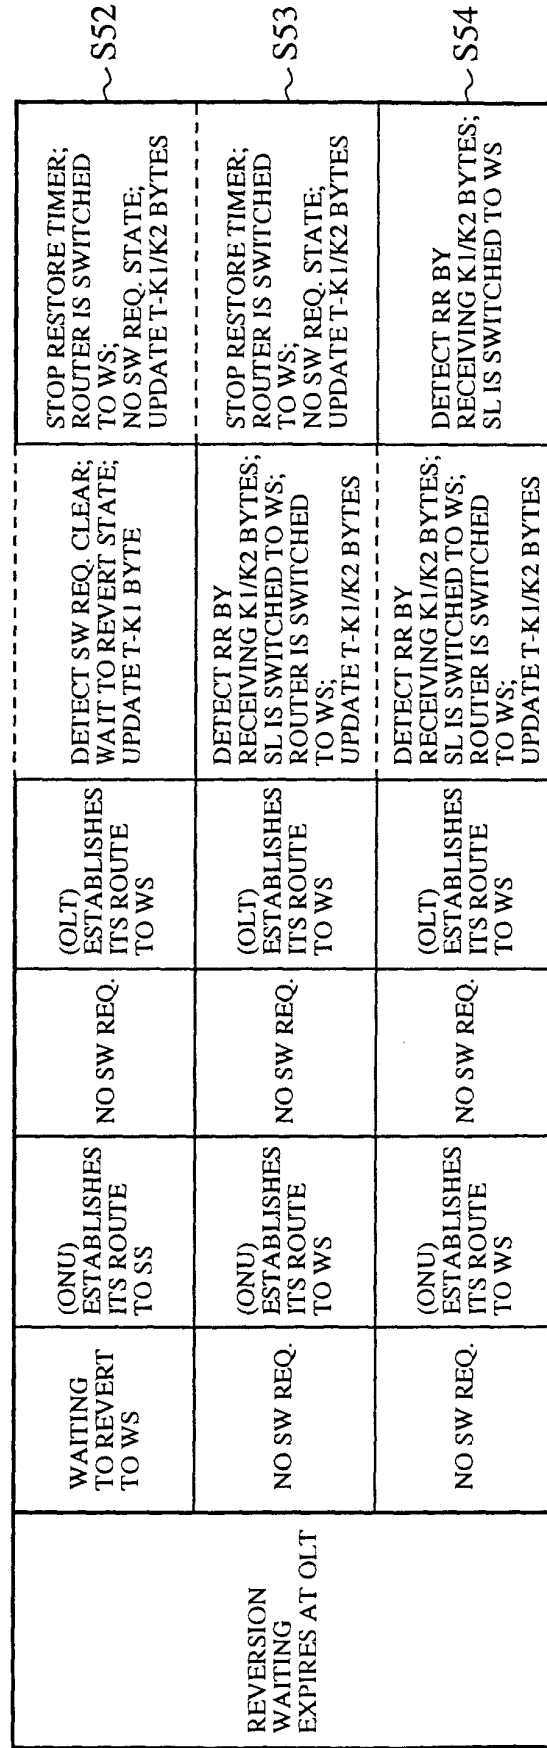 REVERSION
WAITING
EXPIRES AT OLT
WAITING
TO REVERT
TO WS
(ONU)
ESTABLISHES
ITS ROUTE
TO SS
NO SW REQ.
(OLT)
ESTABLISHES
ITS ROUTE
TO WS
DETECT SW REQ. CLEAR;
WAIT TO REVERT STATE;
UPDATE T-K1 BYTE
STOP RESTORE TIMER;
ROUTER IS SWITCHED
TO WS;
NO SW REQ. STATE;
UPDATE T-K1/K2 BYTES
~S52
NO SW REQ.
(ONU)
ESTABLISHES
ITS ROUTE
TO WS
NO SW REQ.
(OLT)
ESTABLISHES
ITS ROUTE
TO WS
DETECT RR BY
RECEIVING K1/K2 BYTES;
SL IS SWITCHED TO WS;
ROUTER IS SWITCHED
TO WS;
UPDATE T-K1/K2 BYTES
STOP RESTORE TIMER;
ROUTER IS SWITCHED
TO WS;
NO SW REQ. STATE;
UPDATE T-K1/K2 BYTES
~S53
NO SW REQ.
(ONU)
ESTABLISHES
ITS ROUTE
TO WS
NO SW REQ.
(OLT)
ESTABLISHES
ITS ROUTE
TO WS
DETECT RR BY
RECEIVING K1/K2 BYTES;
SL IS SWITCHED TO WS;
ROUTER IS SWITCHED
TO WS;
UPDATE T-K1/K2 BYTES
DETECT RR BY
RECEIVING K1/K2 BYTES;
SL IS SWITCHED TO WS
~S54